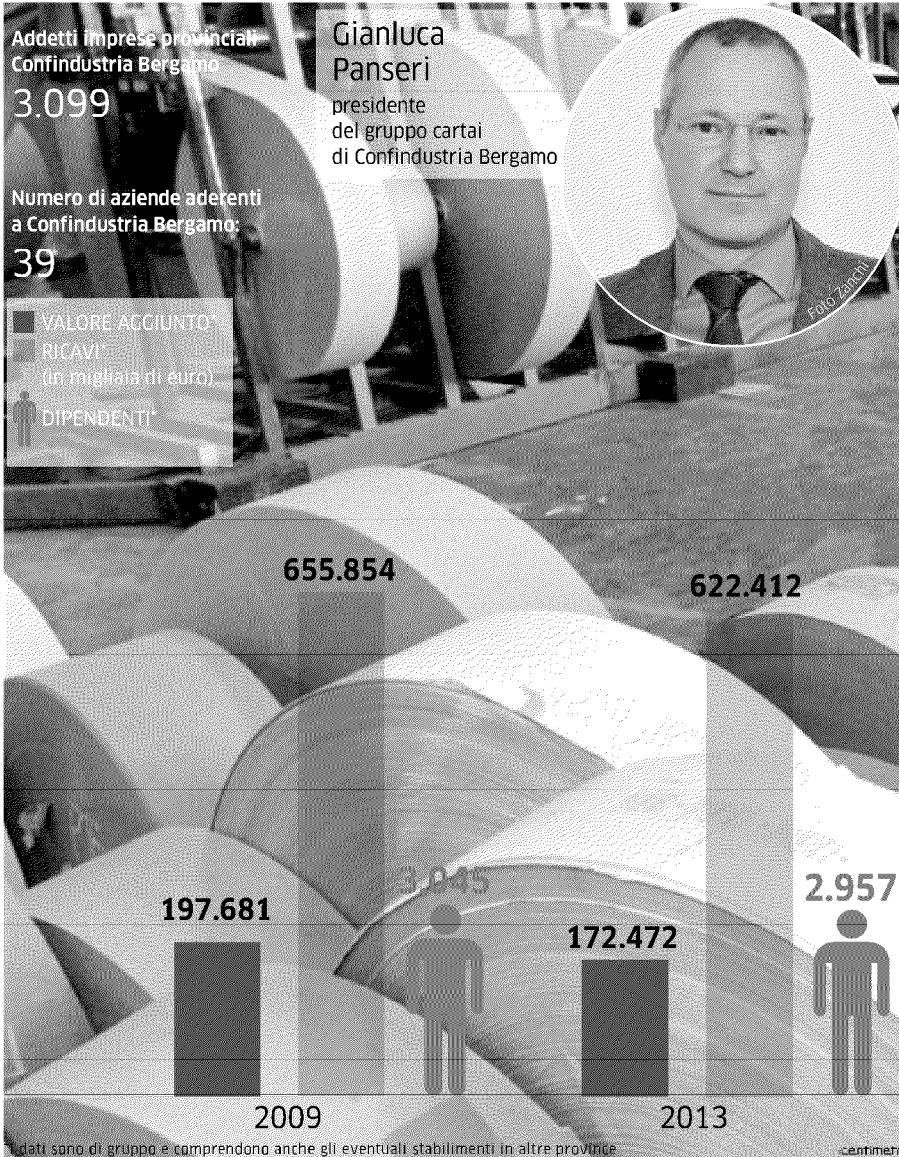 Addetti imprese provinciali
Confindustria Bergamo
3.099
Numero di aziende aderenti
a Confindustria Bergamo:
39
VALORE AGGIUNTO*
RICAVI*
(in migliaia di euro)
DIPENDENTI*
Gianluca
Panseri
presidente
del gruppo cartai
di Confindustria Bergamo
Foto Zanchi
655.854
622.412
3.045
2.957
197.681
172.472
2009
2013
I dati sono di gruppo e comprendono anche gli eventuali stabilimenti in altre province
centimetri